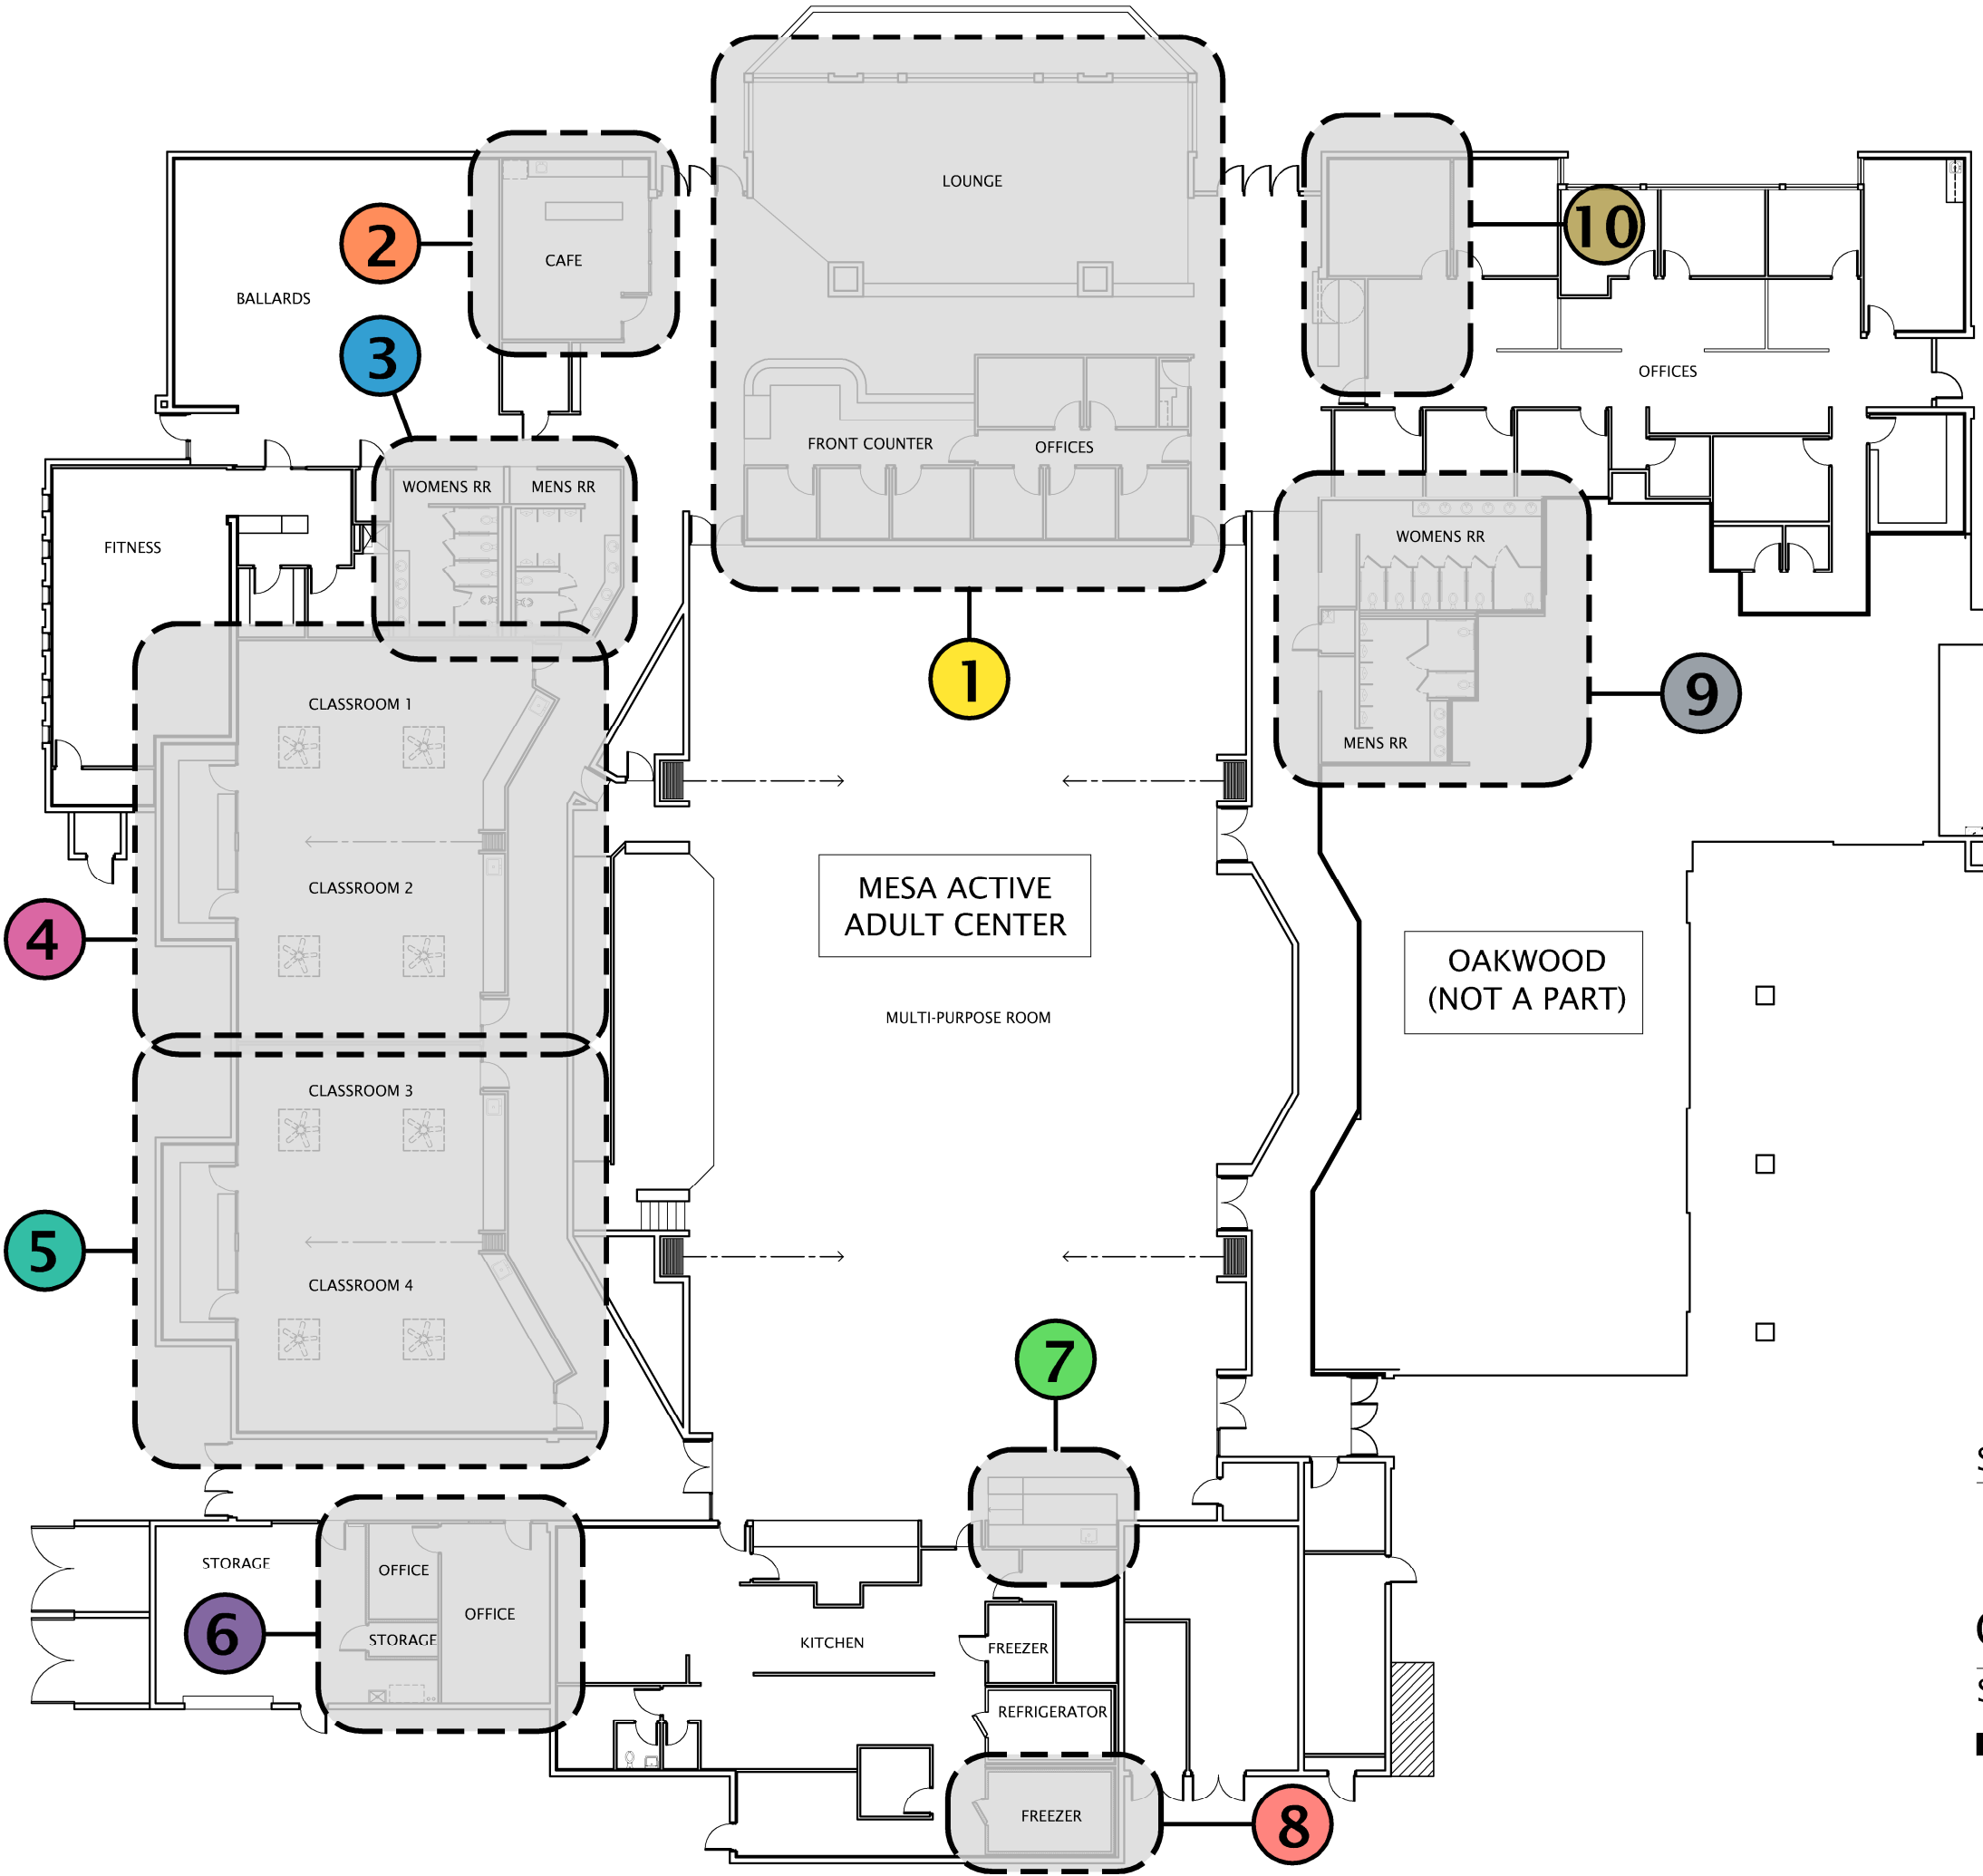 LOUNGE
10
2
CAFE
BALLARDS
3
OFFICES
FRONT COUNTER
OFFICES
WOMENS RR
MENS RR
WOMENS RR
FITNESS
1
9
CLASSROOM 1
MENS RR
MESA ACTIVE
ADULT CENTER
CLASSROOM 2
4
OAKWOOD
(NOT A PART)
MULTI-PURPOSE ROOM
CLASSROOM 3
5
CLASSROOM 4
7
STORAGE
OFFICE
OFFICE
6
STORAGE
KITCHEN
FREEZER
REFRIGERATOR
FREEZER
8